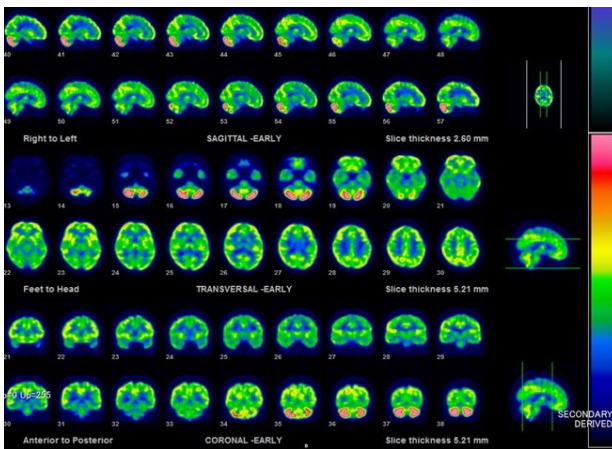 40 41 42 43 44 45 46 47 48
49 50 51 52 53 54 55 56 57
Right to Left SAGITTAL -EARLY Slice thickness 2.60 mm
13 14 15 16 17 18 19 20 21
22 23 24 25 26 27 28 29 30
Feet to Head TRANSVERSAL -EARLY Slice thickness 5.21 mm
21 22 23 24 25 26 27 28 29
=0 Up=255
30 31 32 33 34 35 36 37 38
SECONDARY
DERIVED
Anterior to Posterior CORONAL -EARLY Slice thickness 5.21 mm